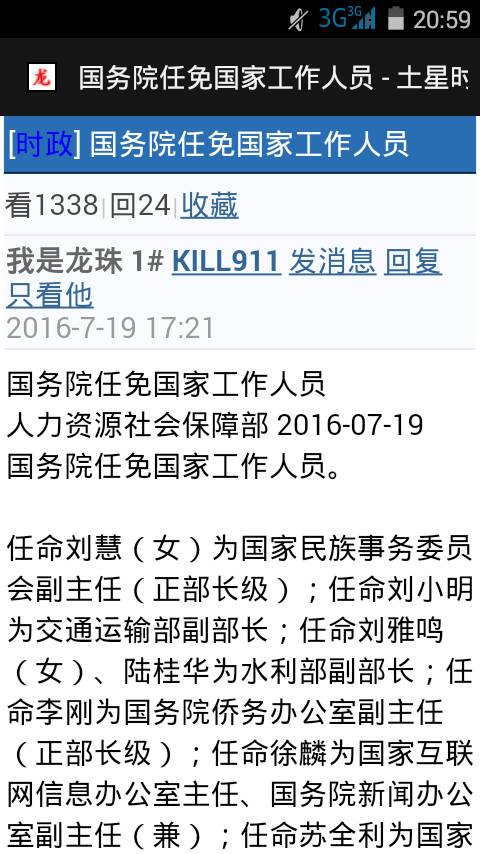 3G 3G 20:59
龙 国务院任免国家工作人员 - 土星时
[时政] 国务院任免国家工作人员
看1338|回24|收藏
我是龙珠 1# KILL911 发消息 回复
只看他
2016-7-19 17:21
国务院任免国家工作人员
人力资源社会保障部 2016-07-19
国务院任免国家工作人员。
任命刘慧（女）为国家民族事务委员
会副主任（正部长级）；任命刘小明
为交通运输部副部长；任命刘雅鸣
（女）、陆桂华为水利部副部长；任
命李刚为国务院侨务办公室副主任
（正部长级）；任命徐麟为国家互联
网信息办公室主任、国务院新闻办公
室副主任（兼）；任命苏全利为国家